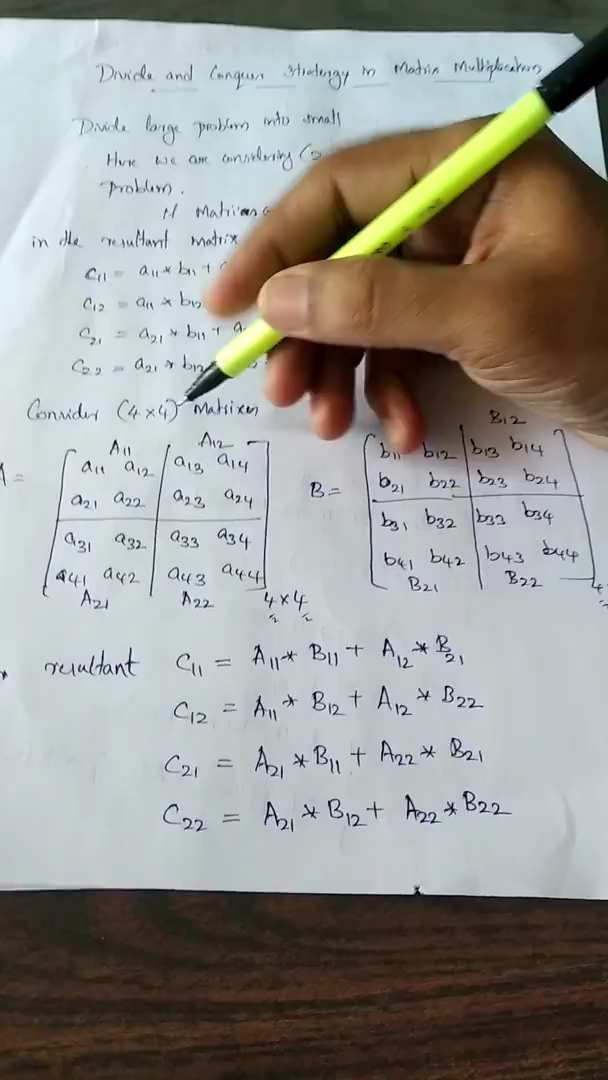 Divide and Conquer Strategy in Matrix Multiplication
Divide large problem into small
Here we are considering (2
problem.
If Matrices
in the resultant Matrix
C11 = a11 * b11 +
C12 = a11 * b12
C21 = a21 * b11 + a
C22 = a21 * b12
Consider (4×4) Matrixes
A11 A12 B12
A = a11 a12 a13 a14 B = b11 b12 b13 b14
a21 a22 a23 a24 b21 b22 b23 b24
a31 a32 a33 a34 b31 b32 b33 b34
a41 a42 a43 a44 b41 b42 b43 b44
A21 A22 4×4 B21 B22
resultant C11 = A11 * B11 + A12 * B21
C12 = A11 * B12 + A12 * B22
C21 = A21 * B11 + A22 * B21
C22 = A21 * B12 + A22 * B22